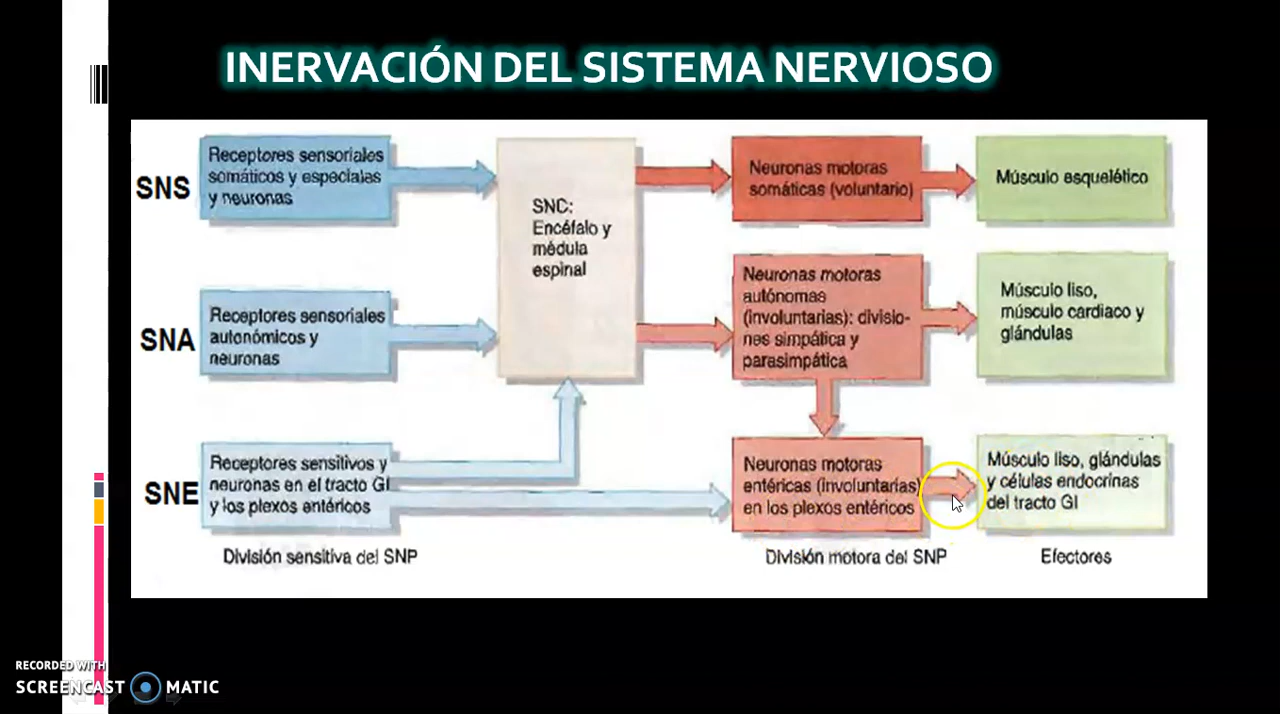 INERVACIÓN DEL SISTEMA NERVIOSO
SNS
Receptores sensoriales
somáticos y especiales
y neuronas
SNC:
Encéfalo y
médula
espinal
Neuronas motoras
somáticas (voluntario)
Músculo esquelético
SNA
Receptores sensoriales
autonómicos y
neuronas
Neuronas motoras
autónomas
(involuntarias): divisio-
nes simpática y
parasimpática
Músculo liso,
músculo cardiaco y
glándulas
SNE
Receptores sensitivos y
neuronas en el tracto GI
y los plexos entéricos
Neuronas motoras
entéricas (involuntarias)
en los plexos entéricos
Músculo liso, glándulas
y células endocrinas
del tracto GI
División sensitiva del SNP
División motora del SNP
Efectores
RECORDED WITH
SCREENCAST MATIC